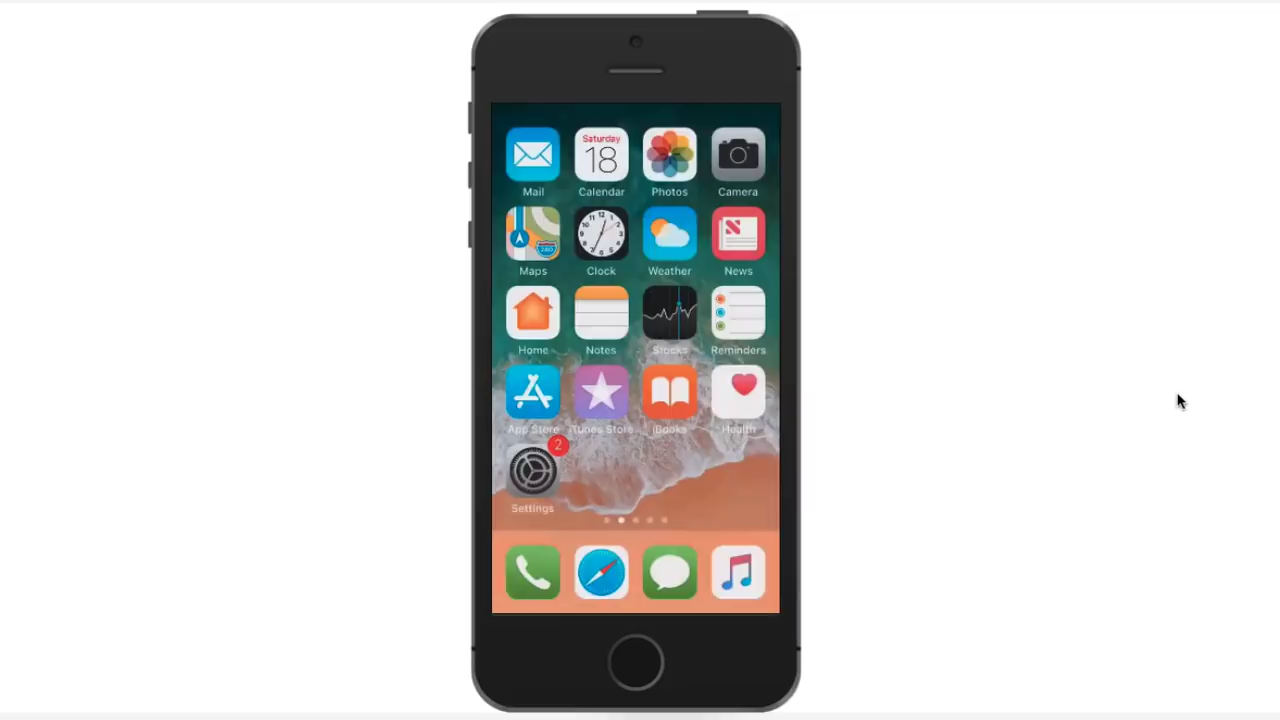 Saturday
18
Mail Calendar Photos Camera
280
Maps Clock Weather News
Home Notes Stocks Reminders
App Store iTunes Store iBooks Health
2
Settings